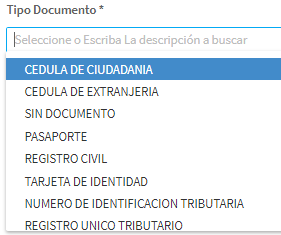 Tipo Documento *
Seleccione o Escriba La descripción a buscar
CEDULA DE CIUDADANIA
CEDULA DE EXTRANJERIA
SIN DOCUMENTO
PASAPORTE
REGISTRO CIVIL
TARJETA DE IDENTIDAD
NUMERO DE IDENTIFICACION TRIBUTARIA
REGISTRO UNICO TRIBUTARIO